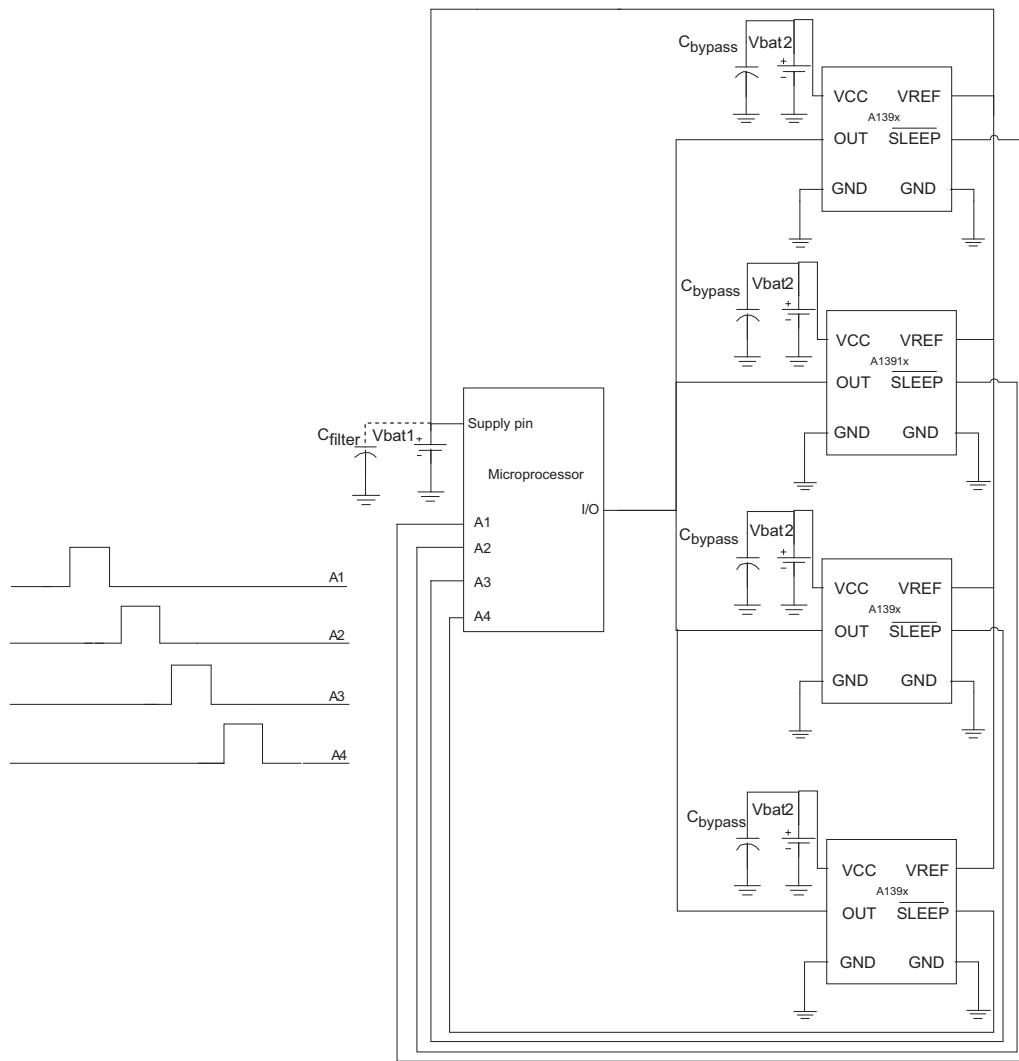 Cbypass
Vbat2
VCC VREF
A139x
OUT SLEEP
GND GND
Cbypass
Vbat2
VCC VREF
A1391x
OUT SLEEP
GND GND
Cfilter
Vbat1
Supply pin
Microprocessor
I/O
A1
A2
A3
A4
Cbypass
Vbat2
VCC VREF
A139x
OUT SLEEP
GND GND
A1
A2
A3
A4
Cbypass
Vbat2
VCC VREF
A139x
OUT SLEEP
GND GND